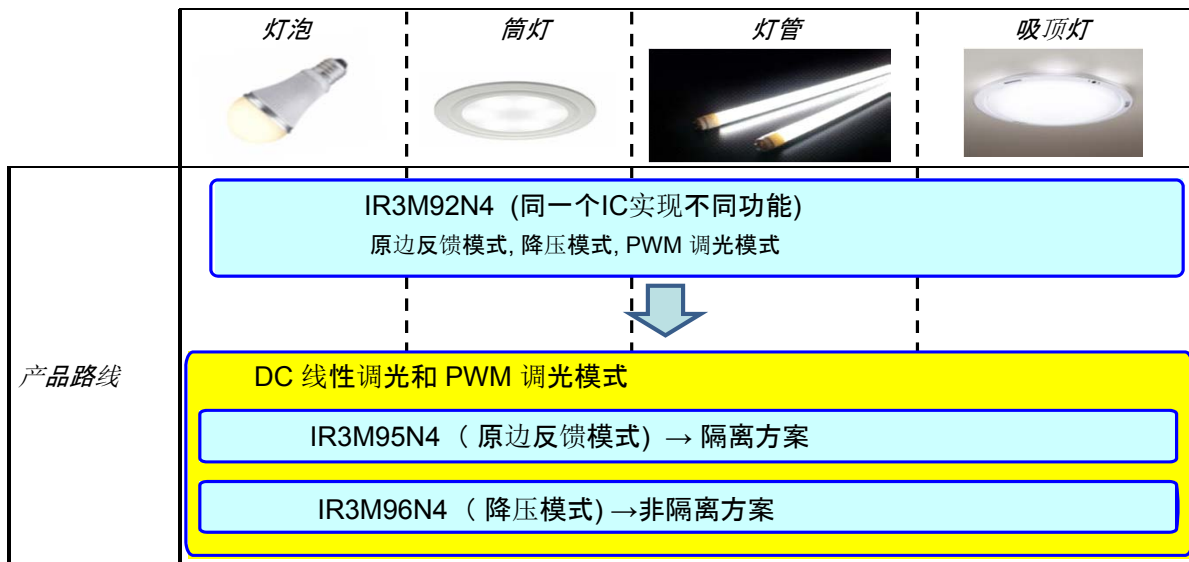 灯泡
筒灯
灯管
吸顶灯
IR3M92N4 (同一个IC实现不同功能)
原边反馈模式, 降压模式, PWM 调光模式
产品路线
DC 线性调光和 PWM 调光模式
IR3M95N4 （ 原边反馈模式) → 隔离方案
IR3M96N4 （ 降压模式) →非隔离方案